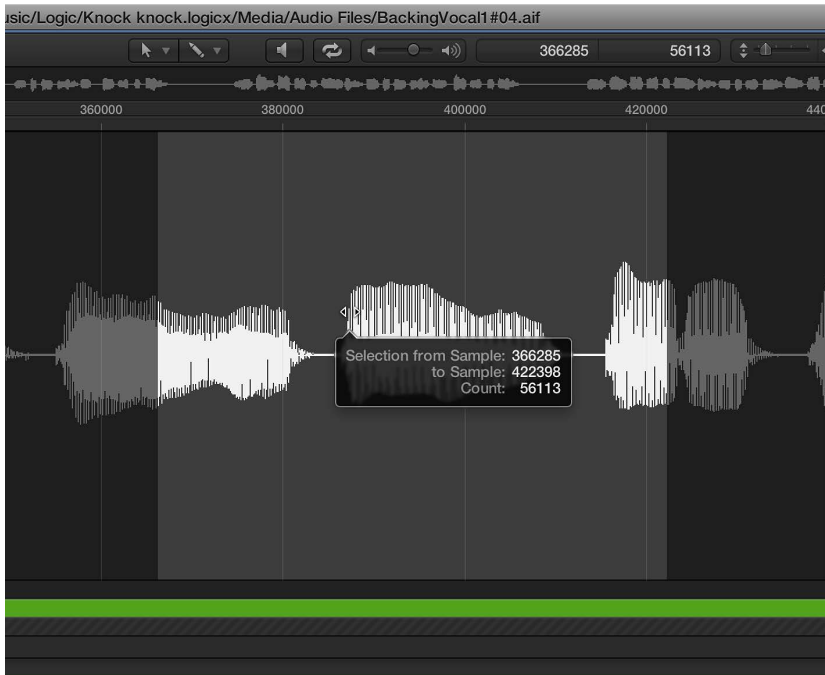 usic/Logic/Knock knock.logicx/Media/Audio Files/BackingVocal1#04.aif
366285 56113
360000 380000 400000 420000 440
Selection from Sample: 366285
to Sample: 422398
Count: 56113